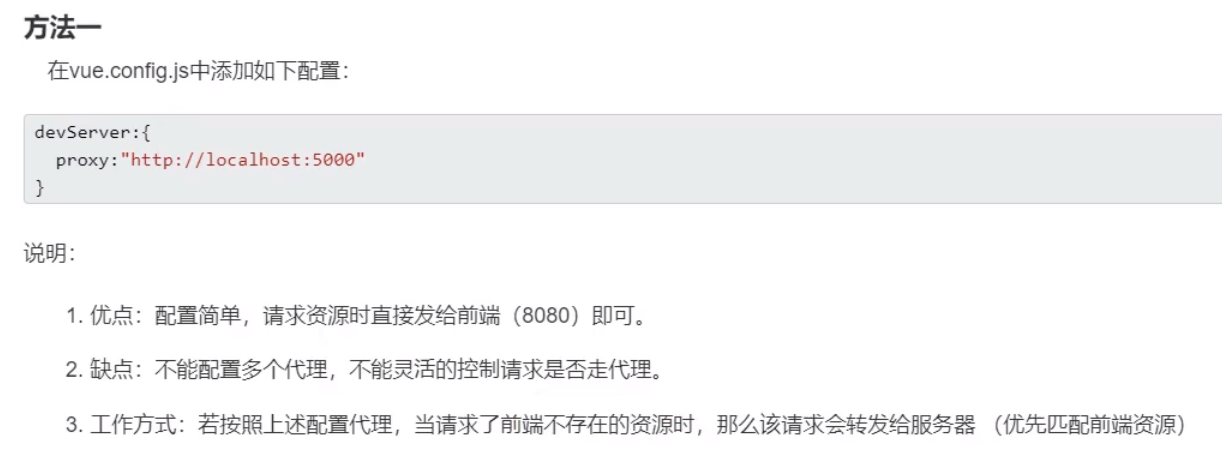 方法一
在vue.config.js中添加如下配置：
devServer:{
  proxy:"http://localhost:5000"
}
说明：
1. 优点：配置简单，请求资源时直接发给前端（8080）即可。
2. 缺点：不能配置多个代理，不能灵活的控制请求是否走代理。
3. 工作方式：若按照上述配置代理，当请求了前端不存在的资源时，那么该请求会转发给服务器 （优先匹配前端资源）